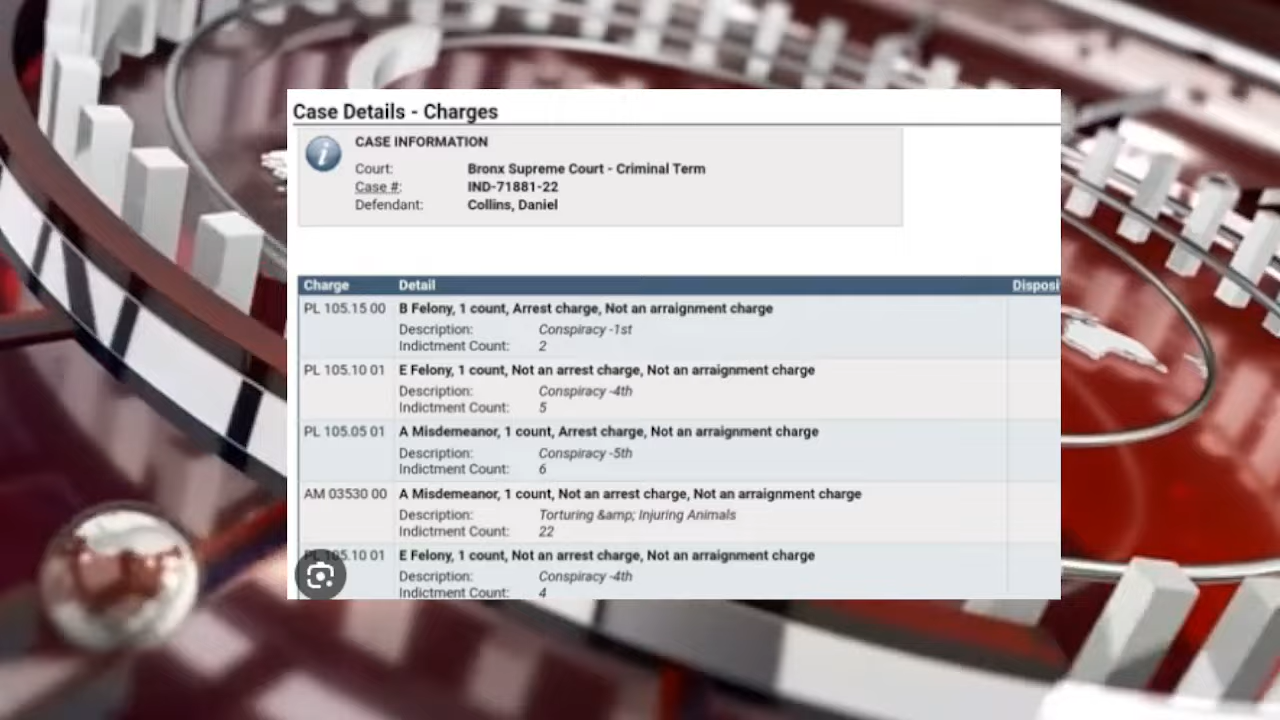 Case Details - Charges
CASE INFORMATION
Court: Bronx Supreme Court - Criminal Term
Case #: IND-71881-22
Defendant: Collins, Daniel
Charge Detail Disposi
PL 105.15 00 B Felony, 1 count, Arrest charge, Not an arraignment charge
Description: Conspiracy -1st
Indictment Count: 2
PL 105.10 01 E Felony, 1 count, Not an arrest charge, Not an arraignment charge
Description: Conspiracy -4th
Indictment Count: 5
PL 105.05 01 A Misdemeanor, 1 count, Arrest charge, Not an arraignment charge
Description: Conspiracy -5th
Indictment Count: 6
AM 03530 00 A Misdemeanor, 1 count, Not an arrest charge, Not an arraignment charge
Description: Torturing &amp; Injuring Animals
Indictment Count: 22
PL 105.10 01 E Felony, 1 count, Not an arrest charge, Not an arraignment charge
Description: Conspiracy -4th
Indictment Count: 4